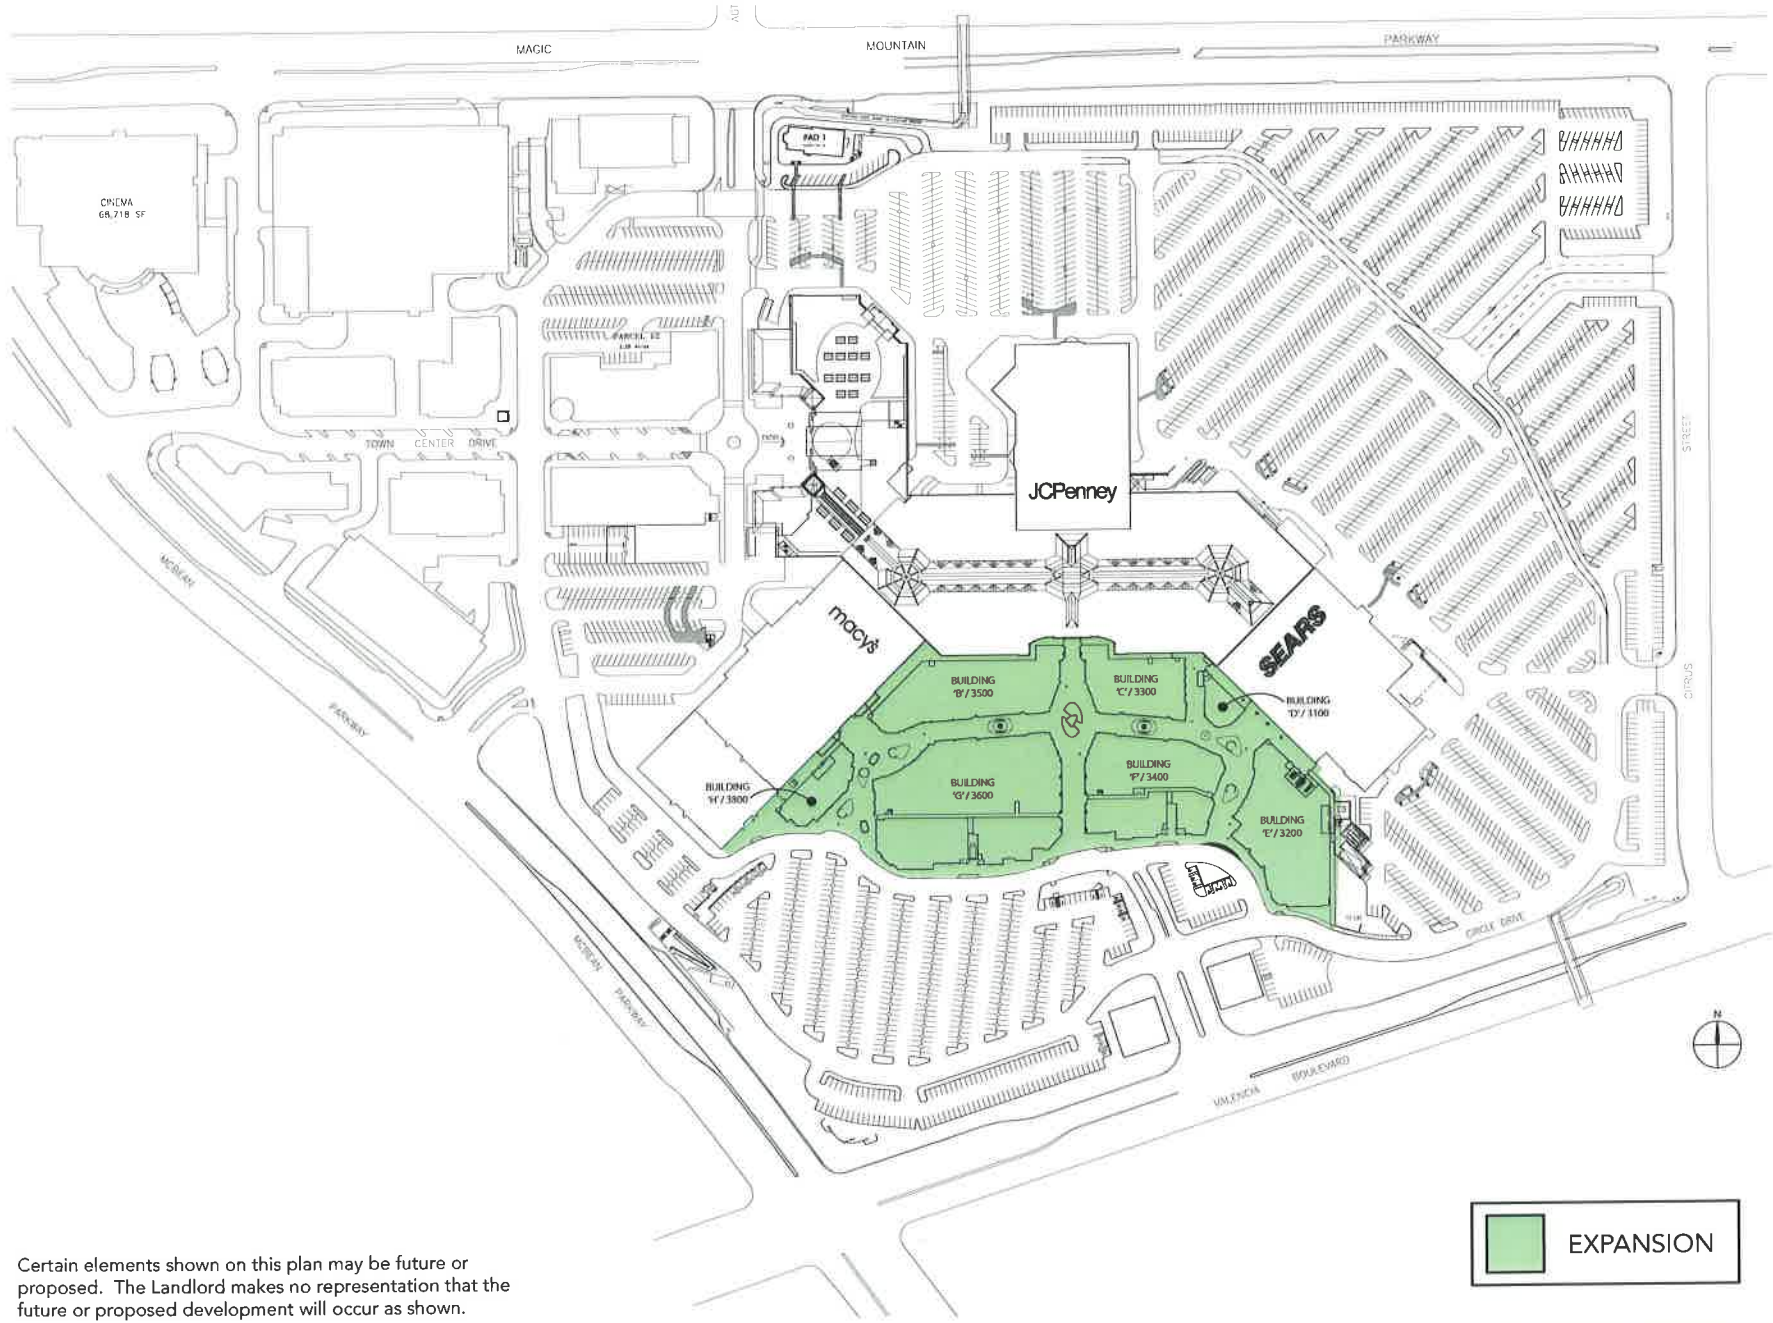 AGT
MAGIC
MOUNTAIN
PARKWAY
PAD 1
CINEMA
68,718 SF
PARCEL
TOWN CENTER DRIVE
STREET
JCPenney
MCBEAN
macy's
SEARS
CITRUS
PARKWAY
BUILDING
'B'/ 3500
BUILDING
'C'/ 3300
BUILDING
'D'/ 3100
BUILDING
'H'/ 3800
BUILDING
'G'/ 3600
BUILDING
'F'/ 3400
BUILDING
'E'/ 3200
CIRCLE DRIVE
MCBEAN
PARKWAY
N
VALENCIA
BOULEVARD
EXPANSION
Certain elements shown on this plan may be future or
proposed. The Landlord makes no representation that the
future or proposed development will occur as shown.